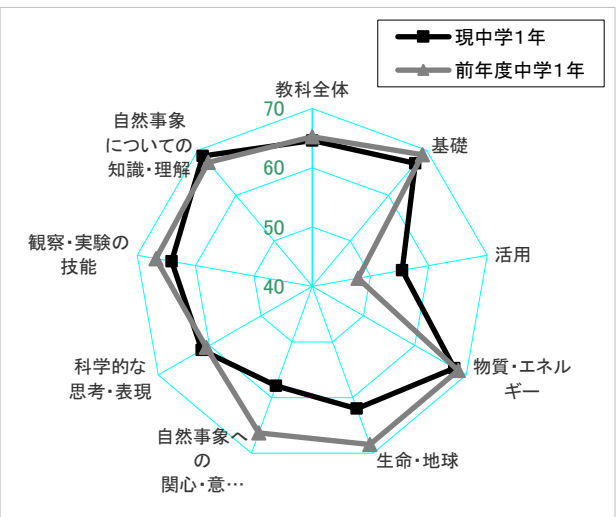 現中学1年
前年度中学1年
教科全体
70
60
50
40
基礎
活用
物質・エネル
ギー
生命・地球
自然事象へ
の
関心・意…
科学的な
思考・表現
観察・実験の
技能
自然事象
についての
知識・理解